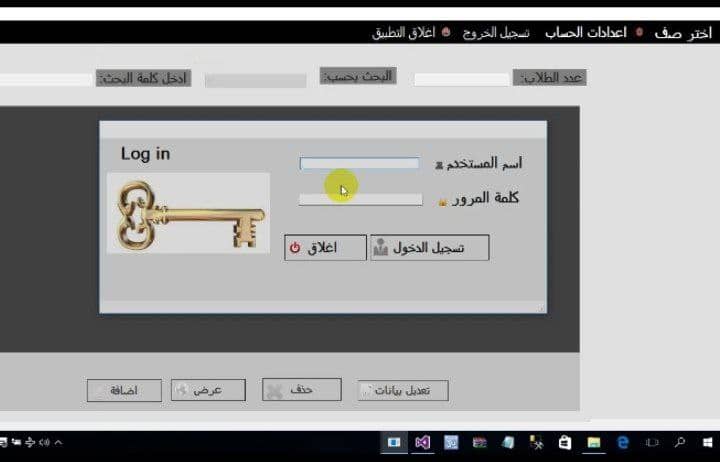 اختر صف اعدادات الحساب تسجيل الخروج اغلاق التطبيق
عدد الطلاب: البحث بحسب: ادخل كلمة البحث:
Log in
اسم المستخدم
كلمة المرور
تسجيل الدخول اغلاق
تعديل بيانات حذف عرض اضافة